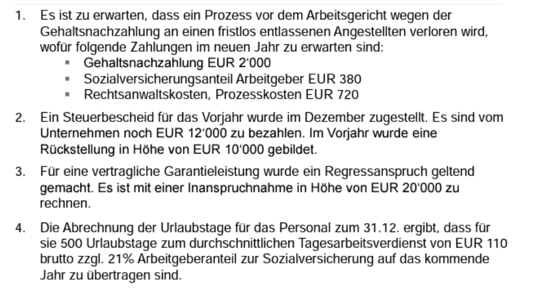 1. Es ist zu erwarten, dass ein Prozess vor dem Arbeitsgericht wegen der
Gehaltsnachzahlung an einen fristlos entlassenen Angestellten verloren wird,
wofür folgende Zahlungen im neuen Jahr zu erwarten sind:
▪ Gehaltsnachzahlung EUR 2'000
▪ Sozialversicherungsanteil Arbeitgeber EUR 380
▪ Rechtsanwaltskosten, Prozesskosten EUR 720
2. Ein Steuerbescheid für das Vorjahr wurde im Dezember zugestellt. Es sind vom
Unternehmen noch EUR 12'000 zu bezahlen. Im Vorjahr wurde eine
Rückstellung in Höhe von EUR 10'000 gebildet.
3. Für eine vertragliche Garantieleistung wurde ein Regressanspruch geltend
gemacht. Es ist mit einer Inanspruchnahme in Höhe von EUR 20'000 zu
rechnen.
4. Die Abrechnung der Urlaubstage für das Personal zum 31.12. ergibt, dass für
sie 500 Urlaubstage zum durchschnittlichen Tagesarbeitsverdienst von EUR 110
brutto zzgl. 21% Arbeitgeberanteil zur Sozialversicherung auf das kommende
Jahr zu übertragen sind.